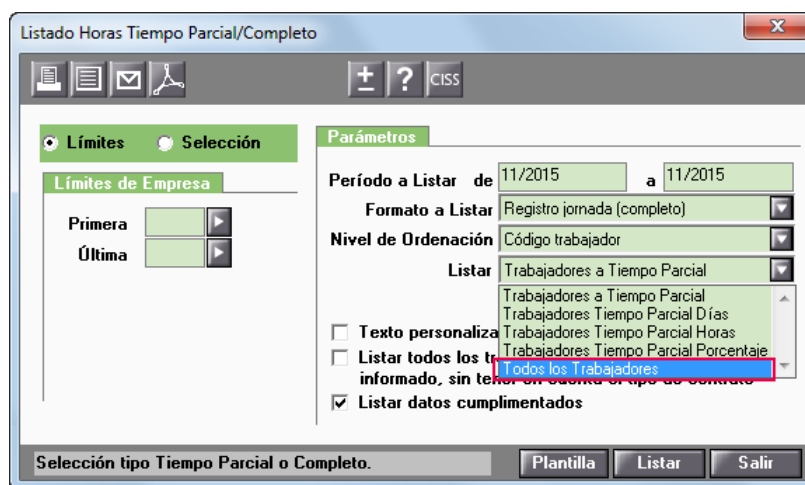 Listado Horas Tiempo Parcial/Completo
± ? CISS
Límites Selección
Límites de Empresa
Primera
Última
Parámetros
Período a Listar de 11/2015 a 11/2015
Formato a Listar Registro jornada (completo)
Nivel de Ordenación Código trabajador
Listar Trabajadores a Tiempo Parcial
Trabajadores a Tiempo Parcial
Trabajadores Tiempo Parcial Días
Trabajadores Tiempo Parcial Horas
Trabajadores Tiempo Parcial Porcentaje
Todos los Trabajadores
Texto personaliza
Listar todos los tr
informado, sin tener en cuenta el tipo de contrato
Listar datos cumplimentados
Selección tipo Tiempo Parcial o Completo.
Plantilla Listar Salir